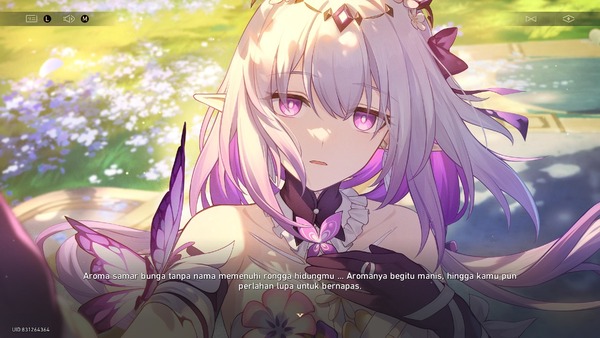 L
M
Aroma samar bunga tanpa nama memenuhi rongga hidungmu ... Aromanya begitu manis, hingga kamu pun
perlahan lupa untuk bernapas.
UID:831264364